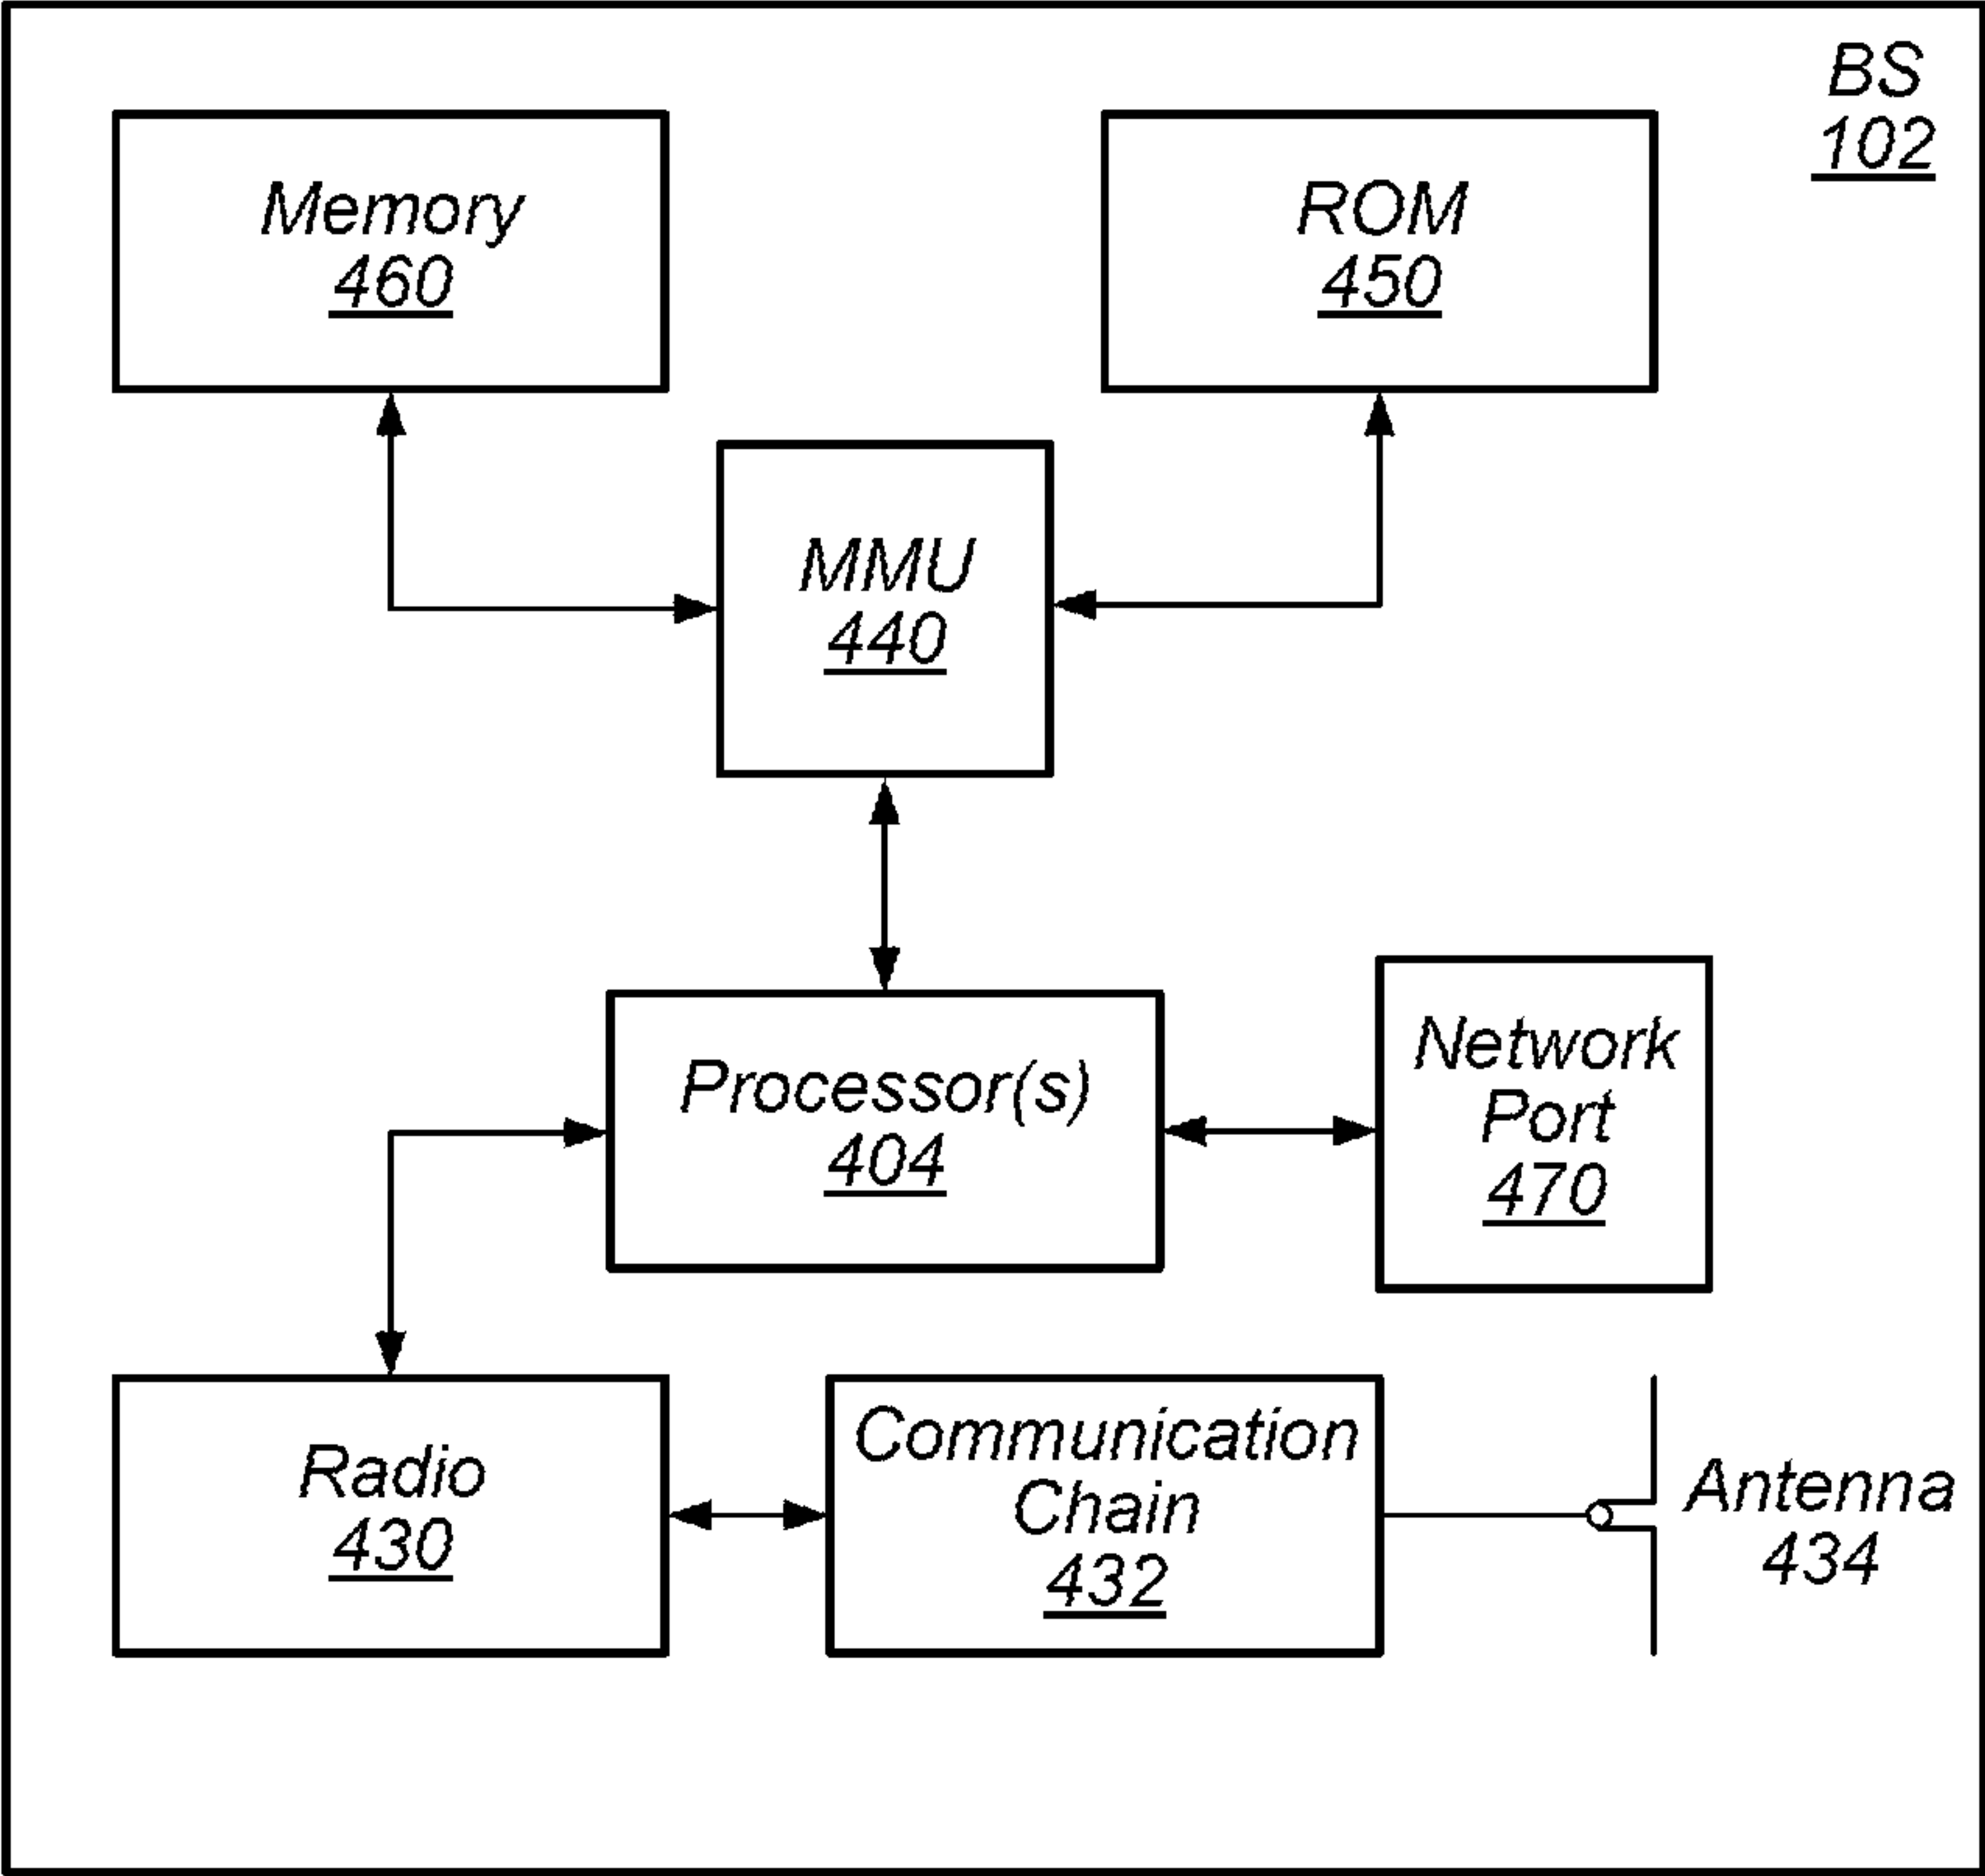 BS
102
Memory
460
ROM
450
MMU
440
Processor(s)
404
Network
Port
470
Radio
430
Communication
Chain
432
Antenna
434